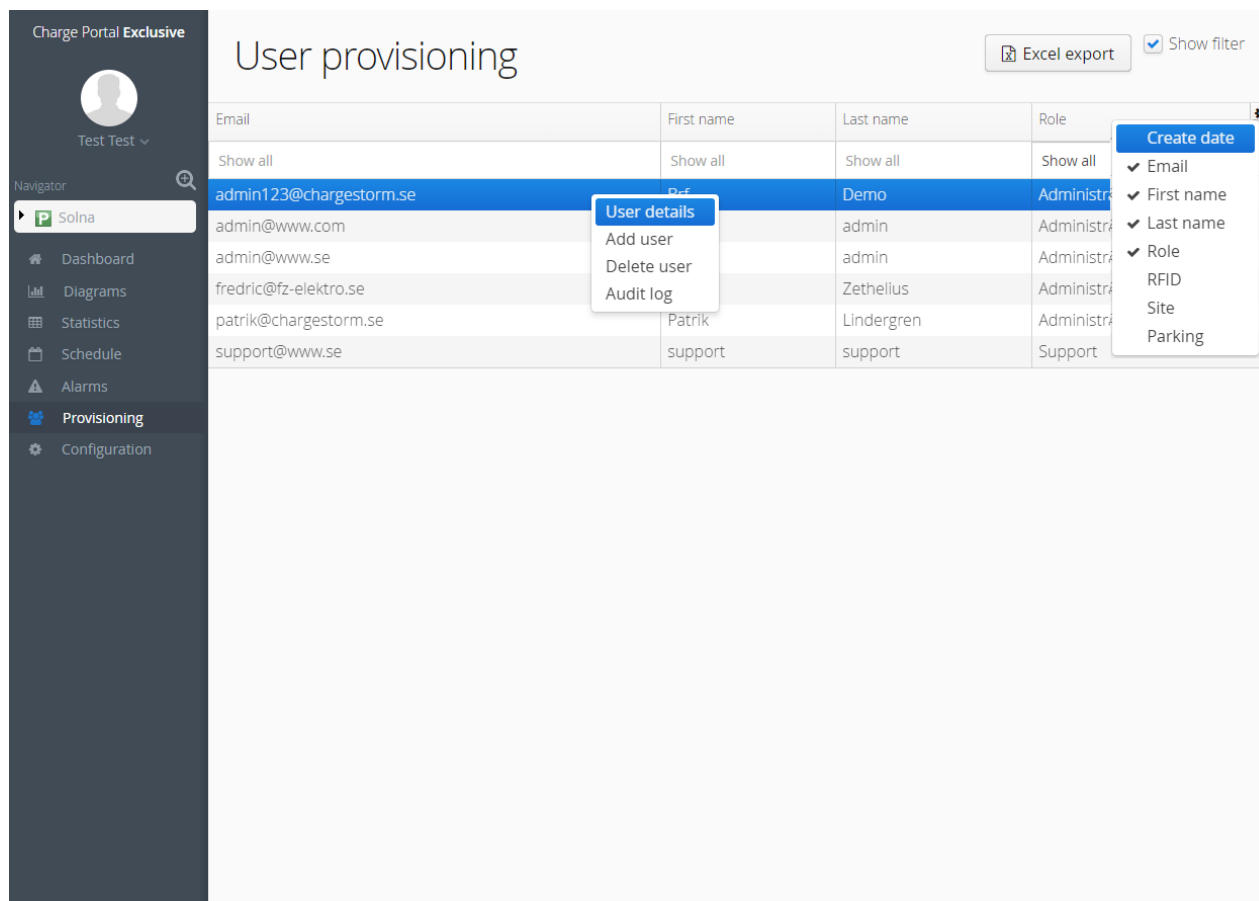 Charge Portal Exclusive
Test Test
Navigator
Solna
Dashboard
Diagrams
Statistics
Schedule
Alarms
Provisioning
Configuration
User provisioning
Excel export
Show filter
Email First name Last name Role
Show all Show all Show all Show all
admin123@chargestorm.se Brf Demo
admin@www.com admin
admin@www.se admin
fredric@fz-elektro.se Zethelius
patrik@chargestorm.se Patrik Lindergren
support@www.se support support Support
User details
Add user
Delete user
Audit log
Create date
Email
First name
Last name
Role
RFID
Site
Parking